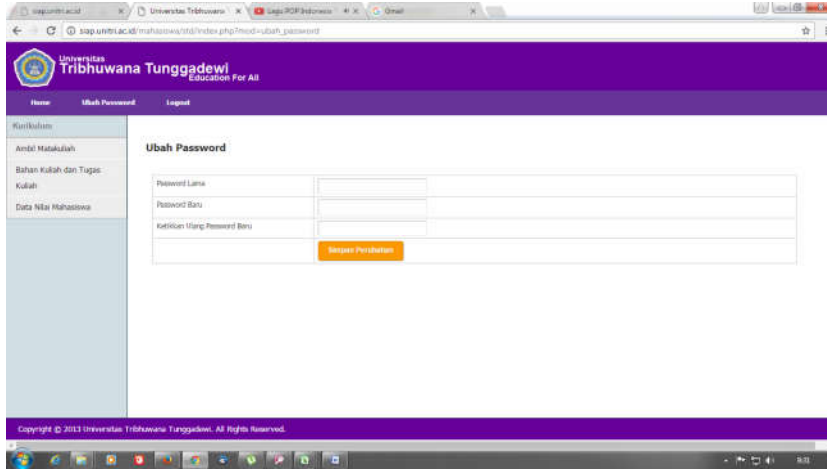 siap.unitri.ac.id
Universitas Tribhuwana
Lagu POP Indonesia
Gmail
siap.unitri.ac.id/mahasiswa/std/index.php?mod=ubah_password
Universitas
Tribhuwana Tunggadewi
Education For All
Home Ubah Password Logout
Kurikulum
Ambil Matakuliah
Bahan Kuliah dan Tugas
Kuliah
Data Nilai Mahasiswa
Ubah Password
Password Lama
Password Baru
Ketikkan Ulang Password Baru
Simpan Perubahan
Copyright © 2013 Universitas Tribhuwana Tunggadewi. All Rights Reserved.